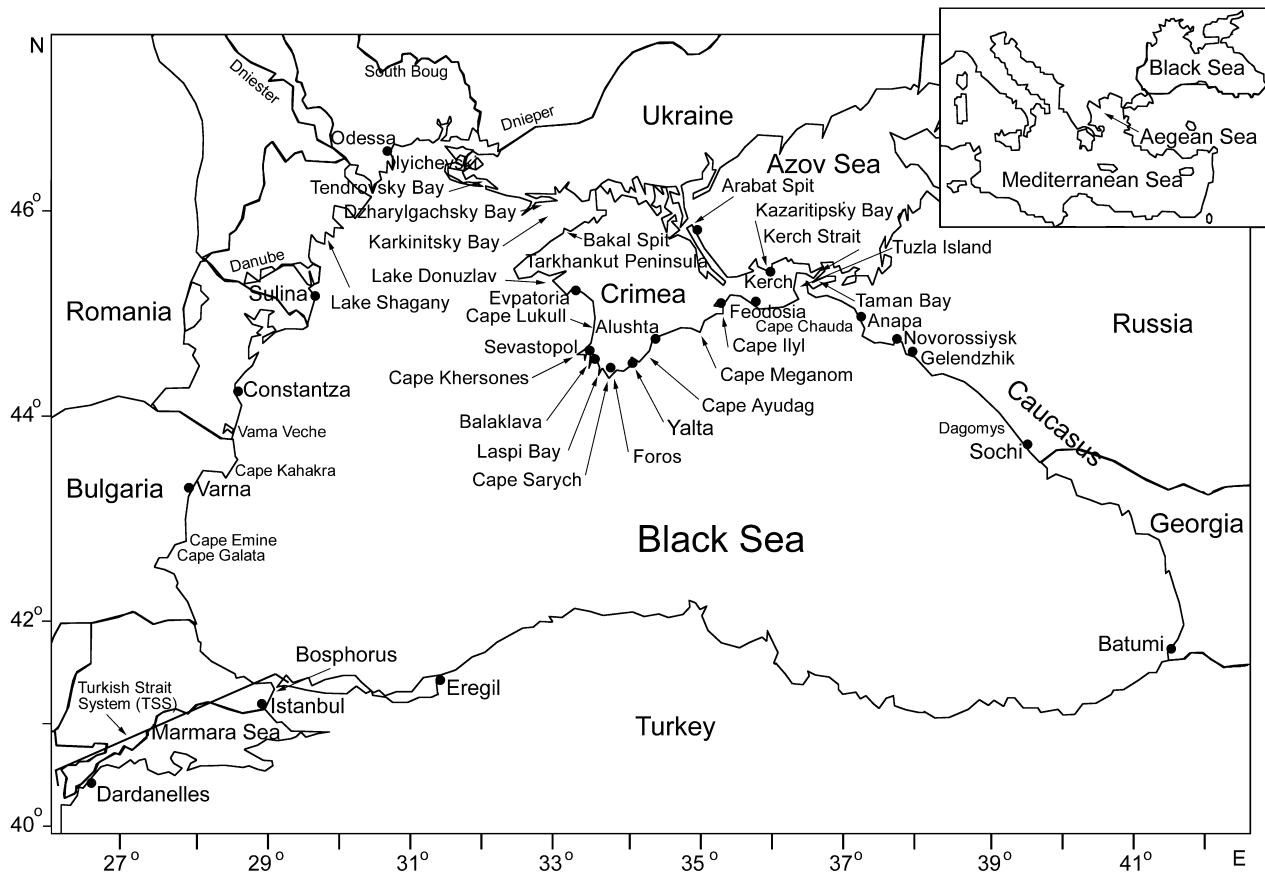 N
Dniester
South Boug
Dnieper
Ukraine
Black Sea
Aegean Sea
Mediterranean Sea
Odessa
Ilyichevsk
Azov Sea
Tendrovsky Bay
Arabat Spit
46°
Dzharylgachsky Bay
Kazaritipsky Bay
Karkinitsky Bay
Bakal Spit
Kerch Strait
Tuzla Island
Danube
Tarkhankut Peninsula
Lake Donuzlav
Kerch
Sulina
Lake Shagany
Evpatoria
Crimea
Taman Bay
Romania
Cape Lukull
Alushta
Feodosia
Anapa
Cape Chauda
Russia
Sevastopol
Cape Ilyl
Novorossiysk
Gelendzhik
Cape Khersones
Cape Meganom
Constantza
Cape Ayudag
44°
Caucasus
Balaklava
Yalta
Vama Veche
Dagomys
Laspi Bay
Foros
Sochi
Cape Kahakra
Cape Sarych
Bulgaria
Varna
Georgia
Black Sea
Cape Emine
Cape Galata
42°
Batumi
Bosphorus
Turkish Strait
System (TSS)
Eregil
Istanbul
Marmara Sea
Turkey
Dardanelles
40°
27°
29°
31°
33°
35°
37°
39°
41°
E